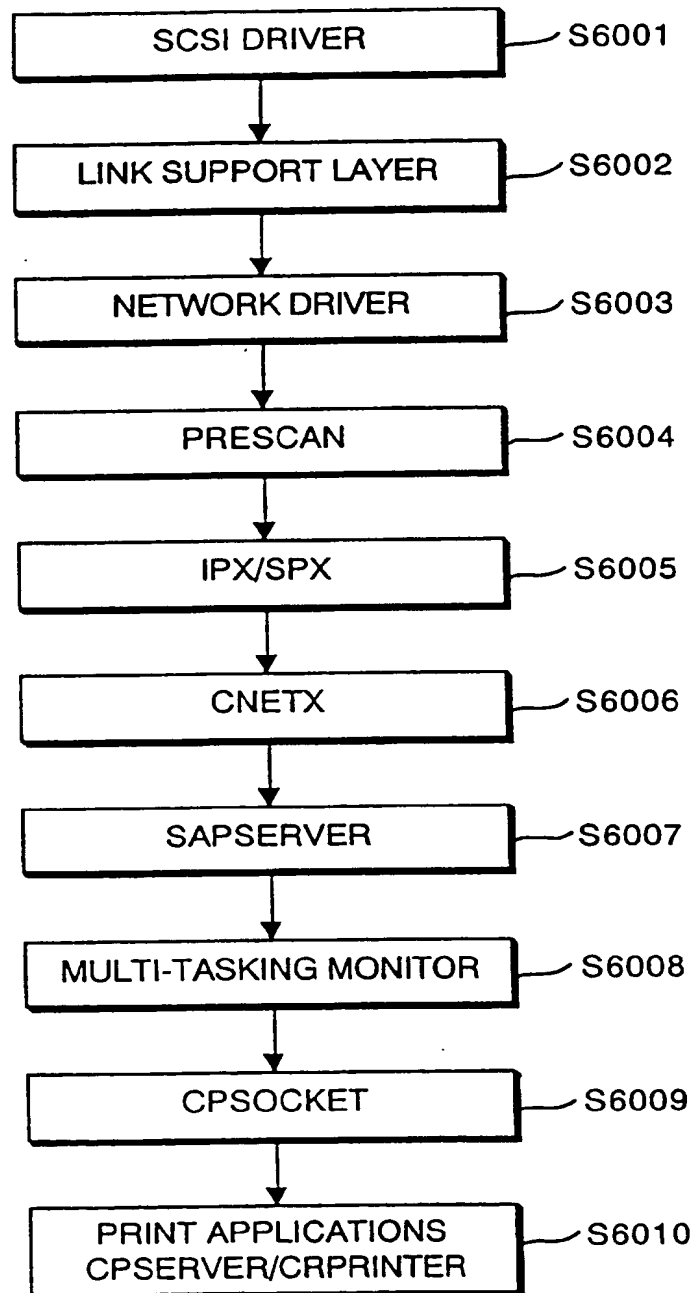 SCSI DRIVER S6001
LINK SUPPORT LAYER S6002
NETWORK DRIVER S6003
PRESCAN S6004
IPX/SPX S6005
CNETX S6006
SAPSERVER S6007
MULTI-TASKING MONITOR S6008
CPSOCKET S6009
PRINT APPLICATIONS S6010
CPSERVER/CRPRINTER